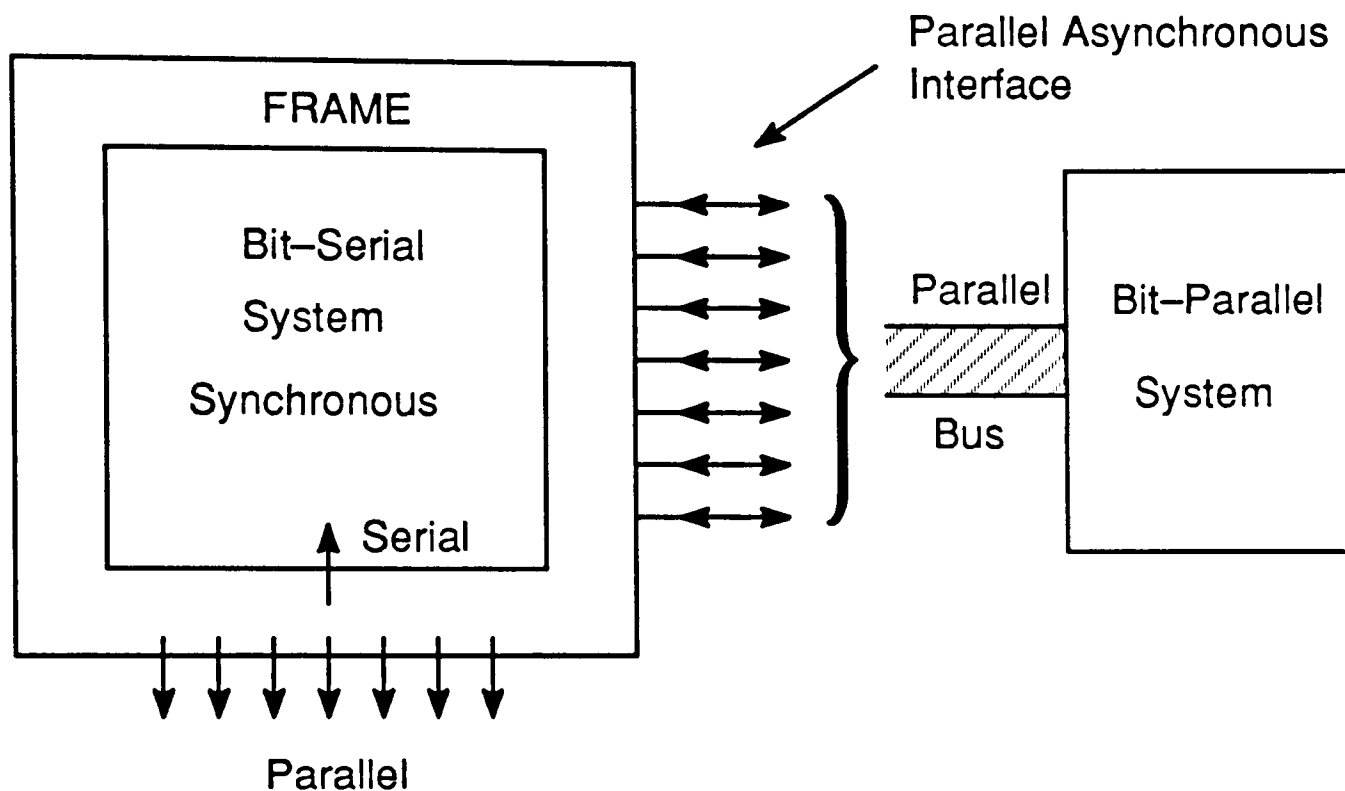 Parallel Asynchronous
Interface
FRAME
Bit–Serial
System
Synchronous
Serial
Parallel
Parallel
Bus
Bit–Parallel
System